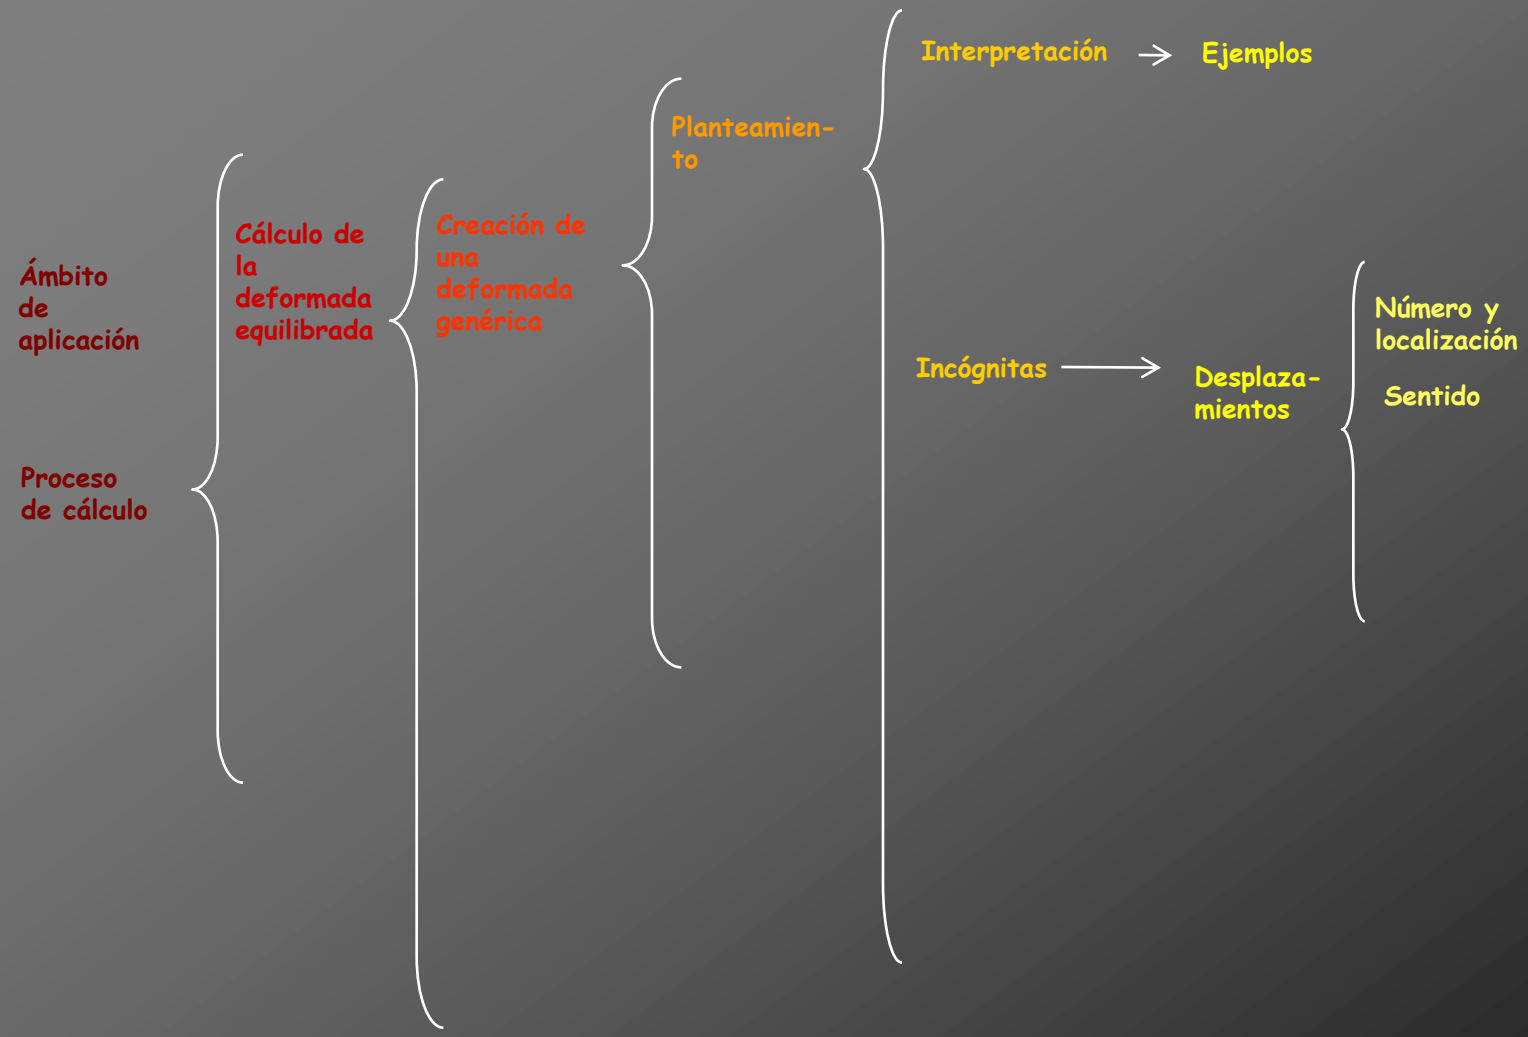 Ámbito
de
aplicación
Proceso
de cálculo
Cálculo de
la
deformada
equilibrada
Creación de
una
deformada
genérica
Planteamien-
to
Interpretación
Ejemplos
Incógnitas
Desplaza-
mientos
Número y
localización
Sentido